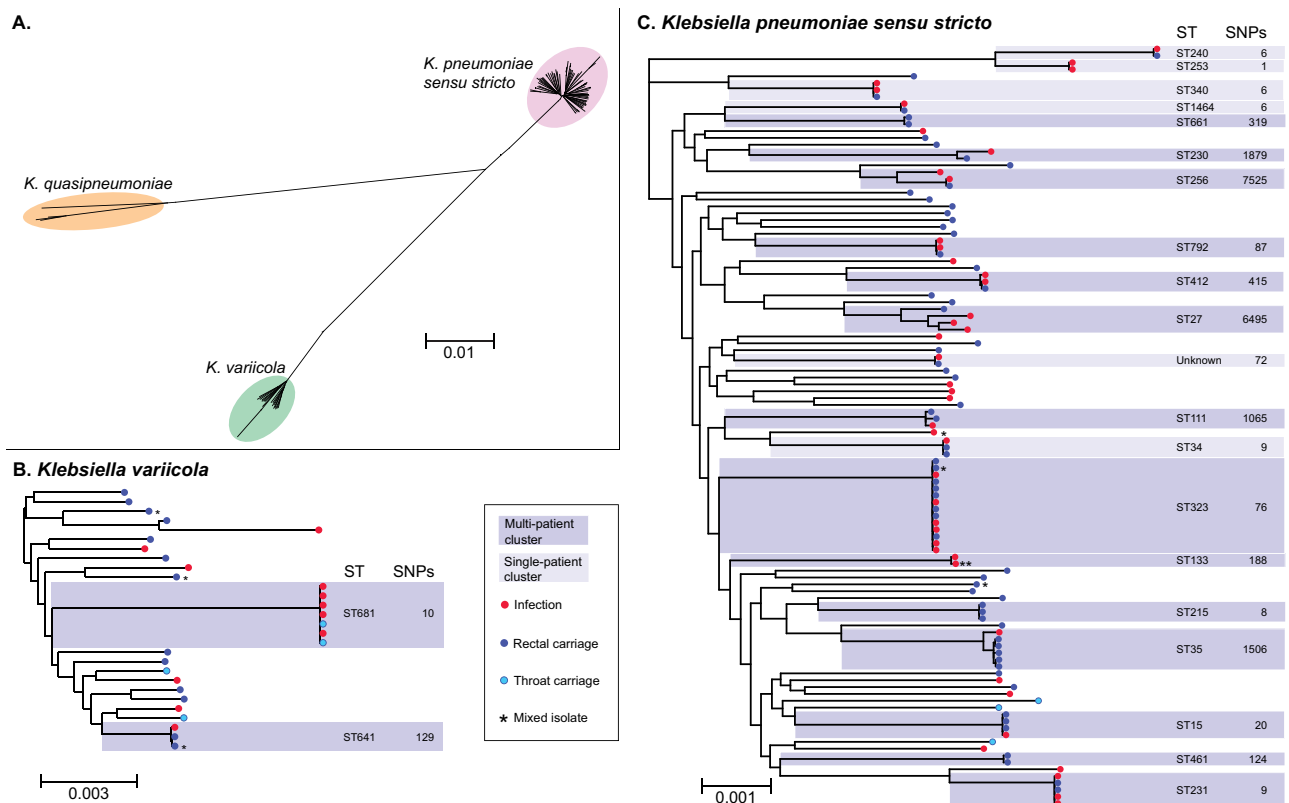 A.
K. pneumoniae
sensu stricto
K. quasipneumoniae
K. variicola
0.01
B. Klebsiella variicola
ST SNPs
*
*
ST681 10
ST641 129
*
0.003
Multi-patient
cluster
Single-patient
cluster
Infection
Rectal carriage
Throat carriage
* Mixed isolate
C. Klebsiella pneumoniae sensu stricto
ST SNPs
ST240 6
ST253 1
ST340 6
ST1464 6
ST661 319
ST230 1879
ST256 7525
ST792 87
ST412 415
ST27 6495
Unknown 72
ST111 1065
*
ST34 9
*
ST323 76
ST133 188
**
*
ST215 8
ST35 1506
ST15 20
ST461 124
ST231 9
0.001